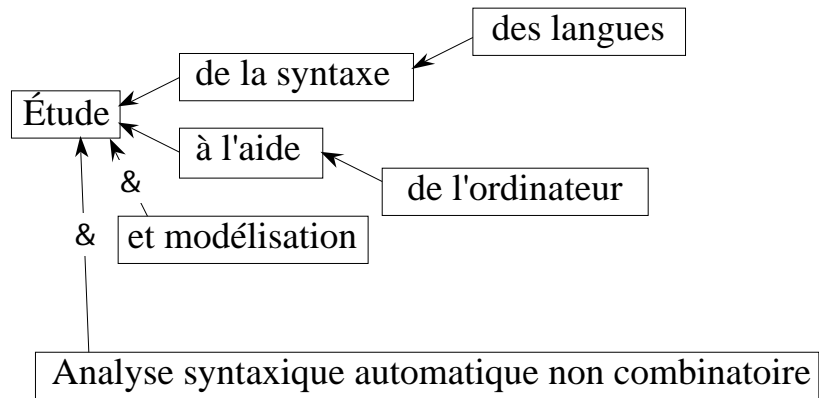 des langues
de la syntaxe
Étude
à l'aide
de l'ordinateur
&
et modélisation
&
Analyse syntaxique automatique non combinatoire